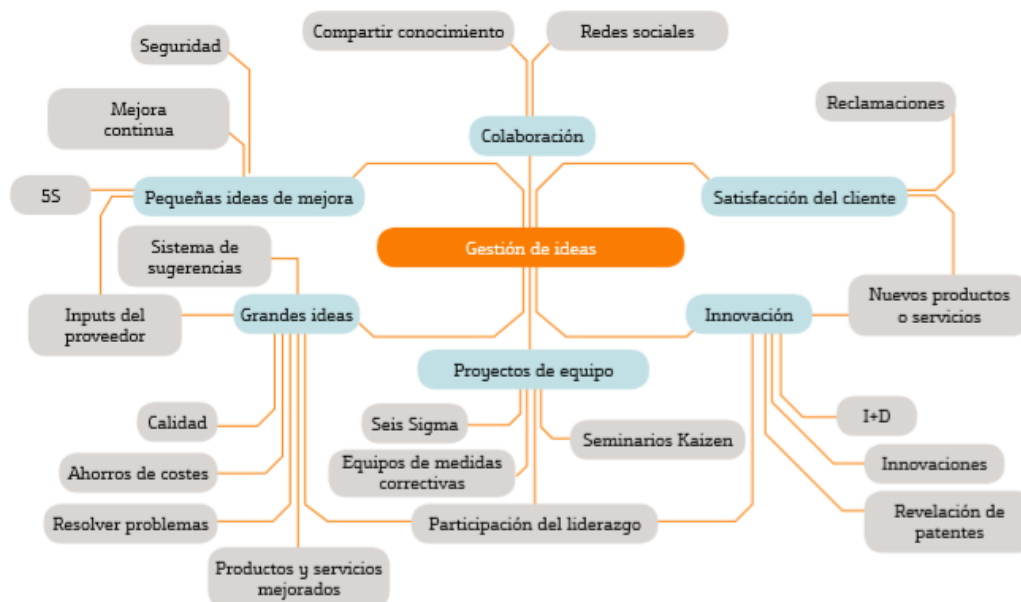 Compartir conocimiento
Redes sociales
Seguridad
Reclamaciones
Mejora
continua
Colaboración
5S
Pequeñas ideas de mejora
Satisfacción del cliente
Sistema de
sugerencias
Gestión de ideas
Inputs del
proveedor
Grandes ideas
Innovación
Nuevos productos
o servicios
Proyectos de equipo
Calidad
Seis Sigma
Seminarios Kaizen
I+D
Ahorros de costes
Equipos de medidas
correctivas
Innovaciones
Resolver problemas
Participación del liderazgo
Revelación de
patentes
Productos y servicios
mejorados